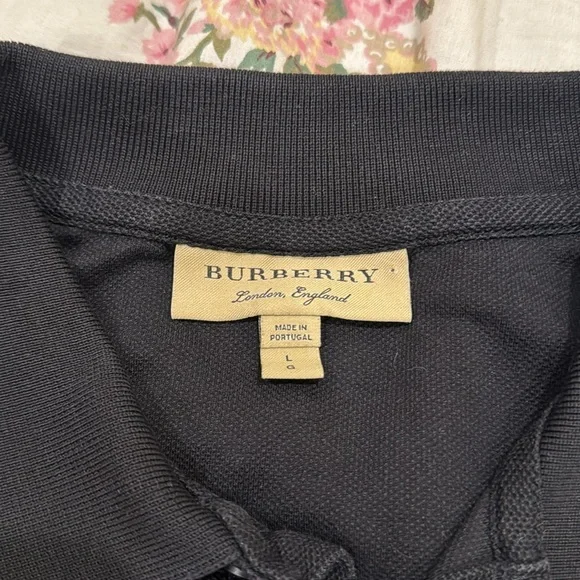 BURBERRY
London, England
MADE IN
PORTUGAL
L
G